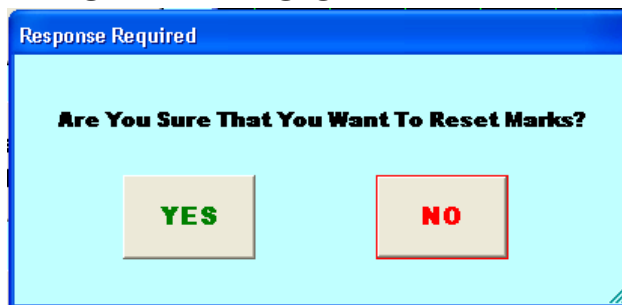 Response Required
Are You Sure That You Want To Reset Marks?
YES NO